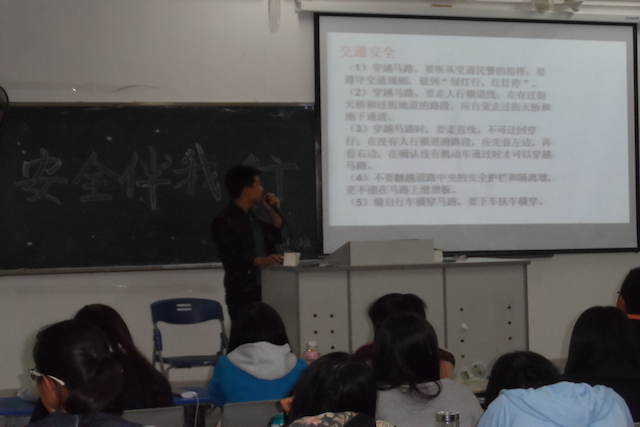 交通安全
（1）穿越马路，要听从交通民警的指挥；要
遵守交通规则，做到“绿灯行，红灯停”。
（2）穿越马路，要走人行横道线；在有过街
天桥和过街地道的路段，应自觉走过街天桥和
地下通道。
（3）穿越马路时，要走直线，不可迂回穿
行；在没有人行横道的路段，应先看左边，再
看右边，在确认没有机动车通过时才可以穿越
马路。
（4）不要翻越道路中央的安全护栏和隔离墩。
更不能在马路上滑滑板。
（5）骑自行车横穿马路，要下车扶车横穿。
安全伴我 行